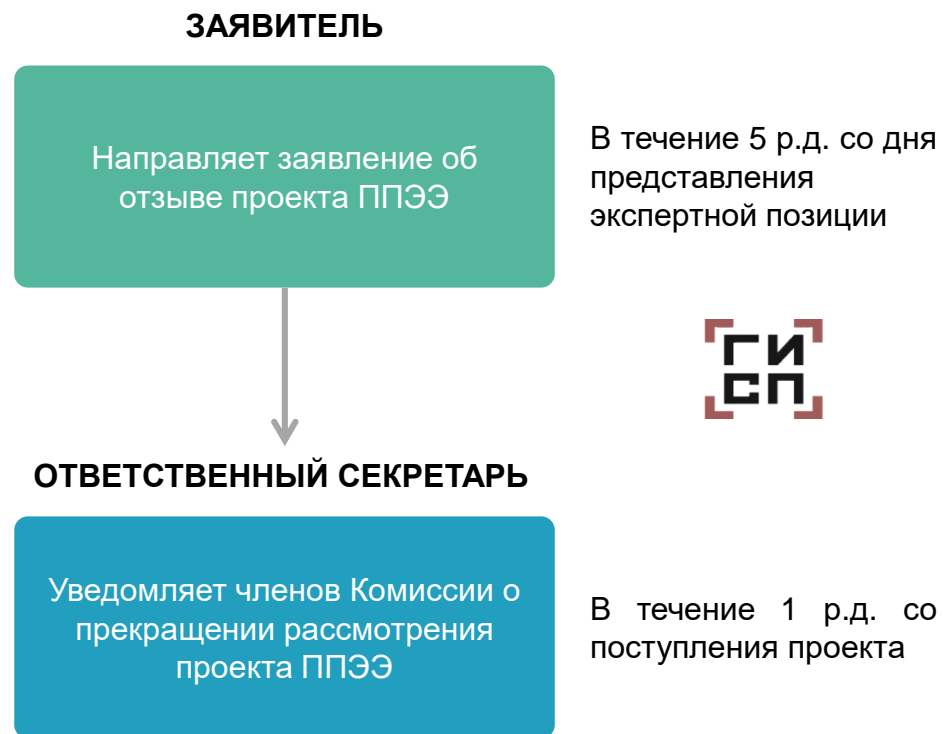 ЗАЯВИТЕЛЬ
Направляет заявление об
отзыве проекта ППЭЭ
В течение 5 р.д. со дня
представления
экспертной позиции
ГИ
СП
ОТВЕТСТВЕННЫЙ СЕКРЕТАРЬ
Уведомляет членов Комиссии о
прекращении рассмотрения
проекта ППЭЭ
В течение 1 р.д. со
поступления проекта